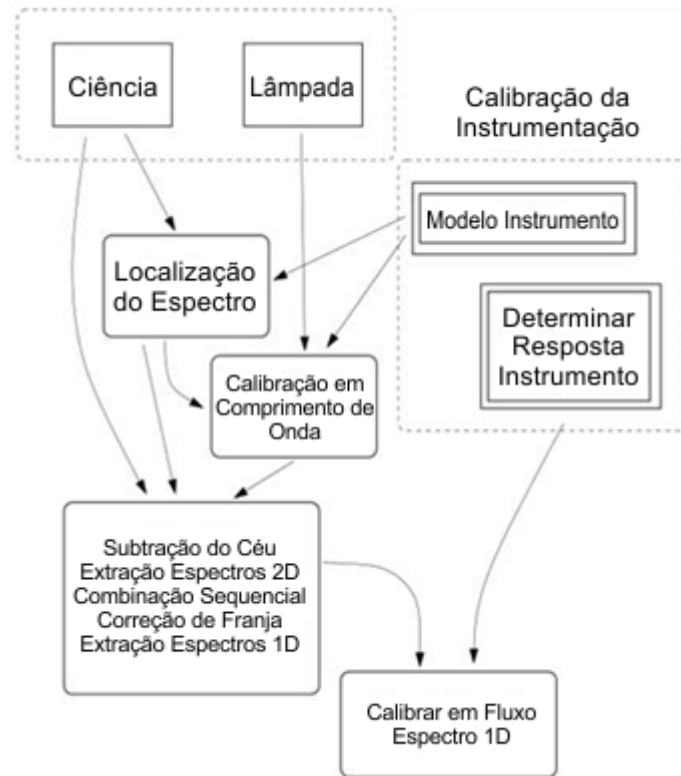 Ciência
Lâmpada
Calibração da
Instrumentação
Modelo Instrumento
Localização
do Espectro
Determinar
Resposta
Instrumento
Calibração em
Comprimento de
Onda
Subtração do Céu
Extração Espectros 2D
Combinação Sequencial
Correção de Franja
Extração Espectros 1D
Calibrar em Fluxo
Espectro 1D